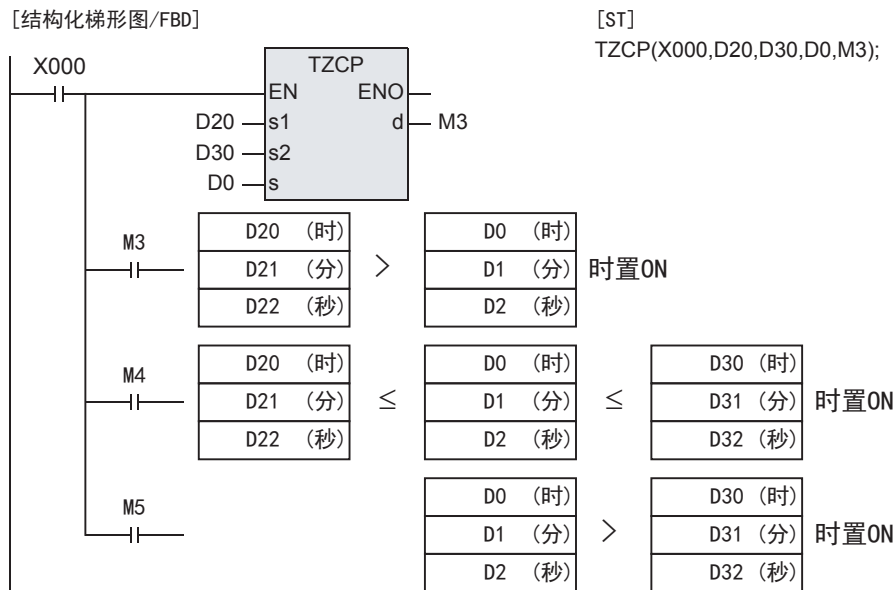 [结构化梯形图/FBD]
[ST]
TZCP(X000,D20,D30,D0,M3);
X000
TZCP
EN ENO
D20 s1 d M3
D30 s2
D0 s
M3
D20 (时) > D0 (时)
D21 (分) D1 (分) 时置ON
D22 (秒) D2 (秒)
M4
D20 (时) D0 (时) D30 (时)
D21 (分) ≤ D1 (分) ≤ D31 (分) 时置ON
D22 (秒) D2 (秒) D32 (秒)
M5
D0 (时) D30 (时)
D1 (分) > D31 (分) 时置ON
D2 (秒) D32 (秒)